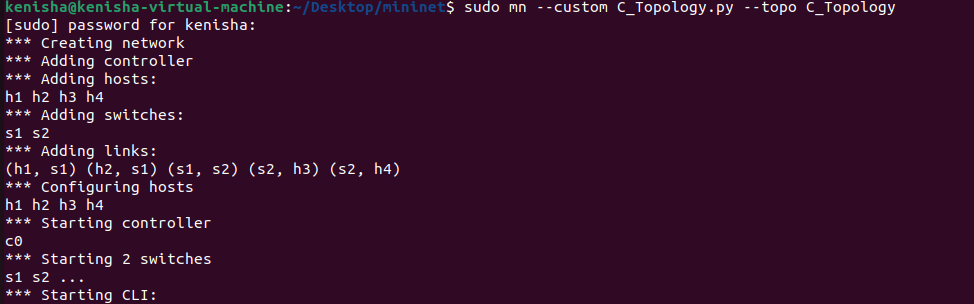 kenisha@kenisha-virtual-machine:~/Desktop/mininet$ sudo mn --custom C_Topology.py --topo C_Topology
[sudo] password for kenisha:
*** Creating network
*** Adding controller
*** Adding hosts:
h1 h2 h3 h4
*** Adding switches:
s1 s2
*** Adding links:
(h1, s1) (h2, s1) (s1, s2) (s2, h3) (s2, h4)
*** Configuring hosts
h1 h2 h3 h4
*** Starting controller
c0
*** Starting 2 switches
s1 s2 ...
*** Starting CLI: